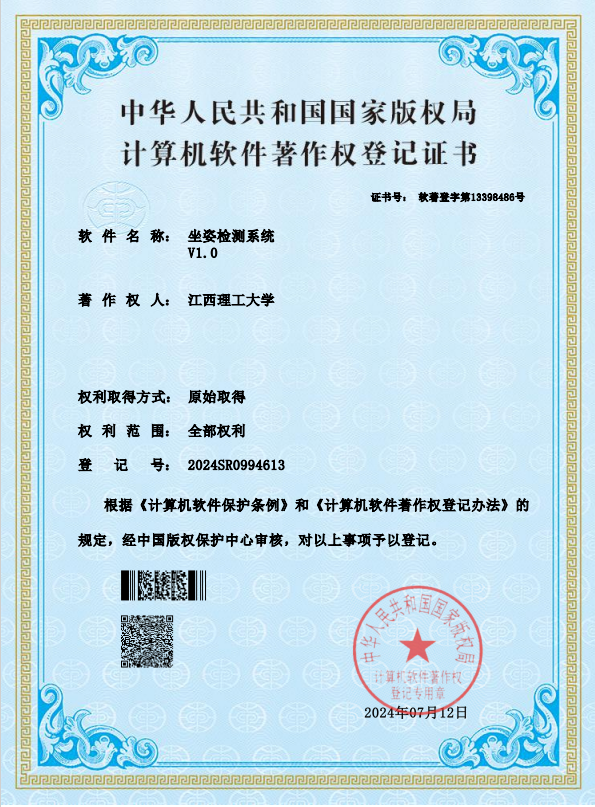 中华人民共和国国家版权局
计算机软件著作权登记证书
证书号： 软著登字第13398486号
软件名称： 坐姿检测系统
V1.0
著作权人： 江西理工大学
权利取得方式： 原始取得
权利范围： 全部权利
登记号： 2024SR0994613
根据《计算机软件保护条例》和《计算机软件著作权登记办法》的
规定，经中国版权保护中心审核，对以上事项予以登记。
中华人民共和国国家版权局
计算机软件著作权
登记专用章
2024年07月12日